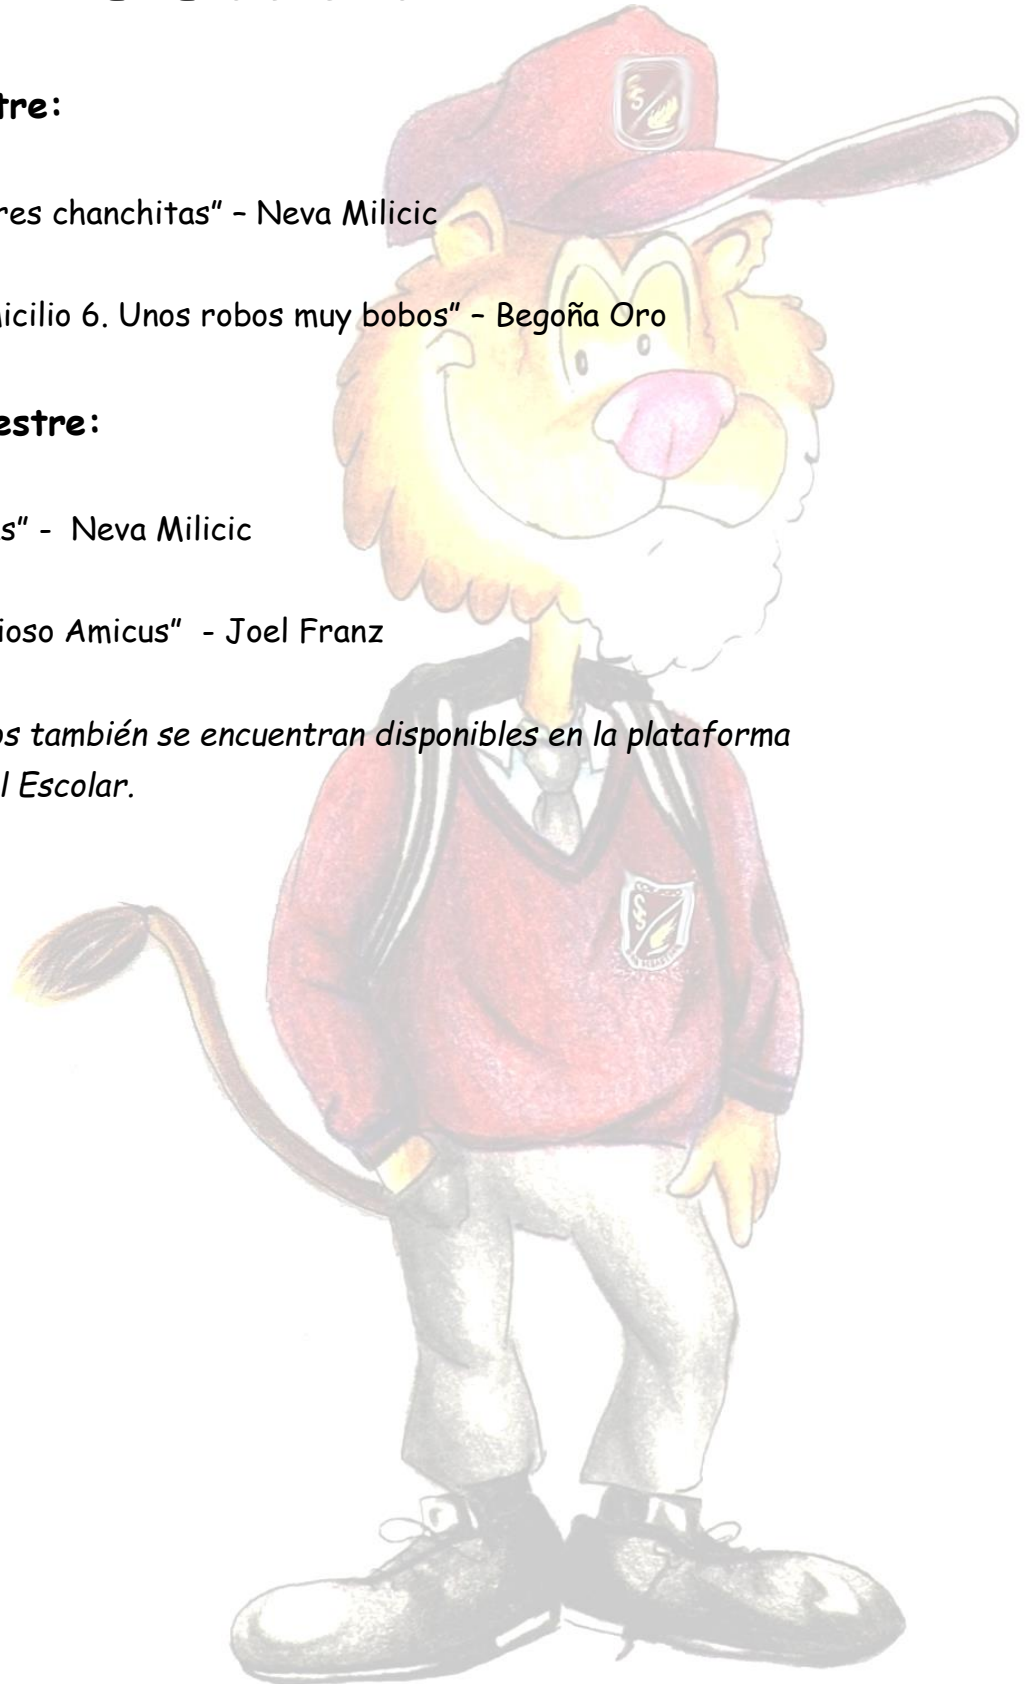 tre:
res chanchitas” – Neva Milicic
icilio 6. Unos robos muy bobos” – Begoña Oro
estre:
s” - Neva Milicic
ioso Amicus” - Joel Franz
os también se encuentran disponibles en la plataforma
l Escolar.